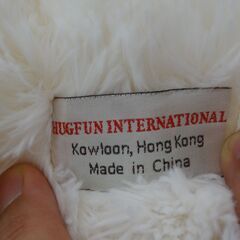 HUGFUN INTERNATIONAL
Kowloon, Hong Kong
Made in China